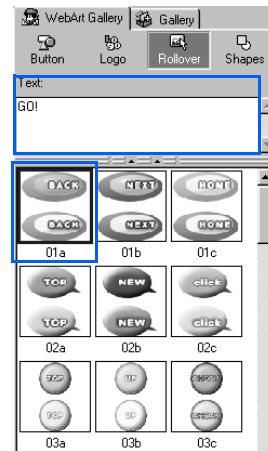 WebArt Gallery Gallery
Button Logo Rollover Shapes
Text:
GO!
BACK NEXT HOME
BACK NEXT HOME
01a 01b 01c
TOP NEW click
TOP NEW click
02a 02b 02c
TOP UP
TOP UP
03a 03b 03c